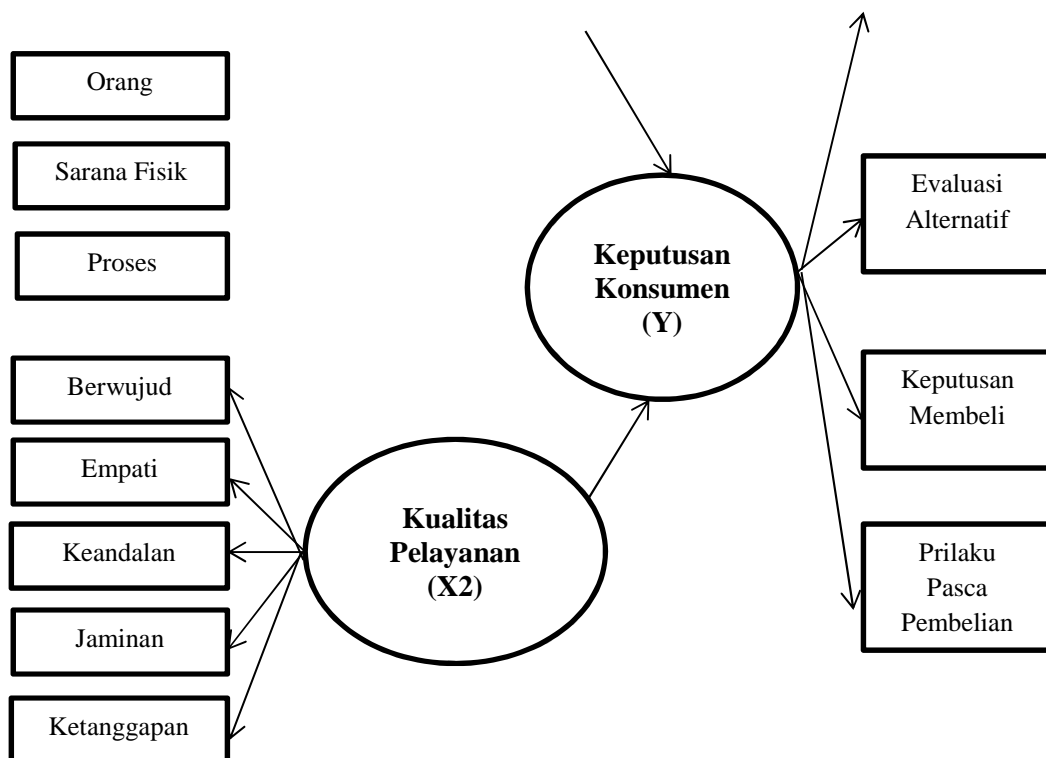 Orang
Sarana Fisik
Proses
Berwujud
Empati
Keandalan
Jaminan
Ketanggapan
Kualitas
Pelayanan
(X2)
Keputusan
Konsumen
(Y)
Evaluasi
Alternatif
Keputusan
Membeli
Prilaku
Pasca
Pembelian